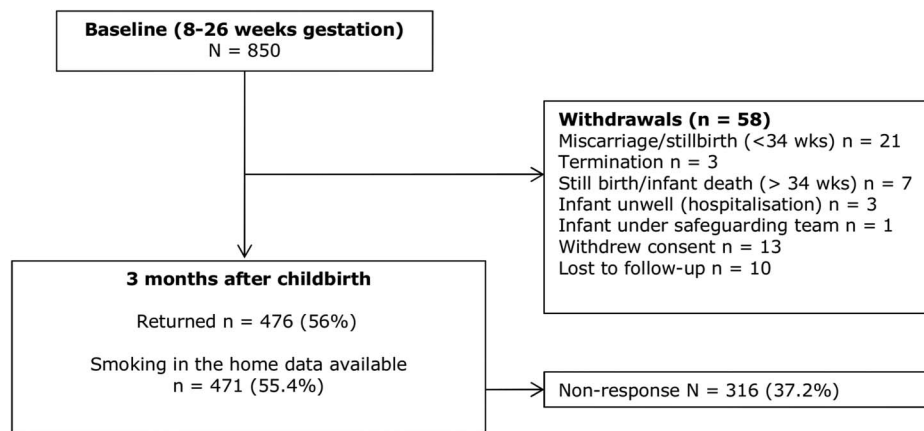 Baseline (8-26 weeks gestation)
N = 850
Withdrawals (n = 58)
Miscarriage/stillbirth (<34 wks) n = 21
Termination n = 3
Still birth/infant death (> 34 wks) n = 7
Infant unwell (hospitalisation) n = 3
Infant under safeguarding team n = 1
Withdrew consent n = 13
Lost to follow-up n = 10
3 months after childbirth
Returned n = 476 (56%)
Smoking in the home data available
n = 471 (55.4%)
Non-response N = 316 (37.2%)